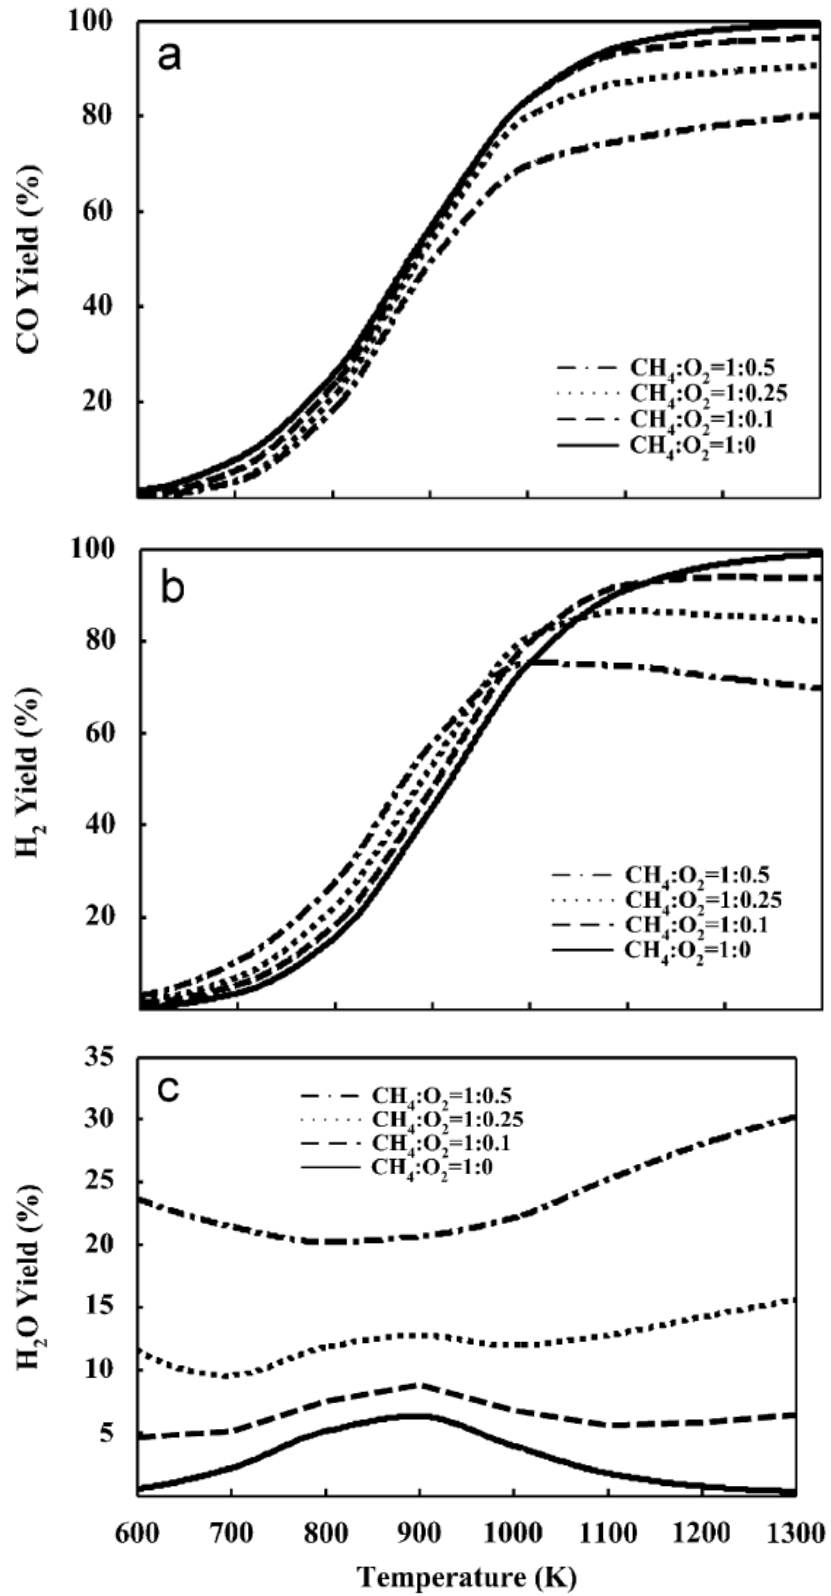 a
100
80
60
40
20
CO Yield (%)
CH₄:O₂=1:0.5
CH₄:O₂=1:0.25
CH₄:O₂=1:0.1
CH₄:O₂=1:0
b
100
80
60
40
20
H₂ Yield (%)
CH₄:O₂=1:0.5
CH₄:O₂=1:0.25
CH₄:O₂=1:0.1
CH₄:O₂=1:0
c
35
30
25
20
15
10
5
H₂O Yield (%)
CH₄:O₂=1:0.5
CH₄:O₂=1:0.25
CH₄:O₂=1:0.1
CH₄:O₂=1:0
600 700 800 900 1000 1100 1200 1300
Temperature (K)